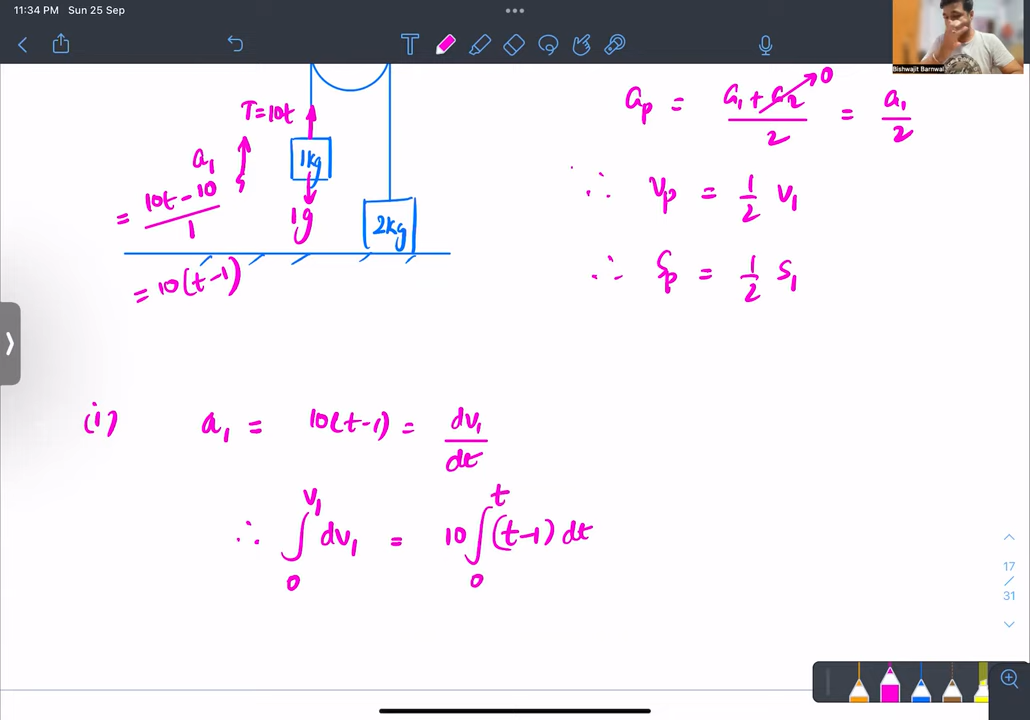 11:34 PM Sun 25 Sep
T
Bishwajit Barnwal
T=10t
a₁
= (10t-10)/1
= 10(t-1)
1kg
1g
2kg
aₚ = (a₁ + a₂)/2 = a₁/2
0
∴ vₚ = 1/2 v₁
∴ sₚ = 1/2 s₁
(i) a₁ = 10(t-1) = dv₁/dt
∴ ∫₀^v₁ dv₁ = 10 ∫₀^t (t-1) dt
17
/
31